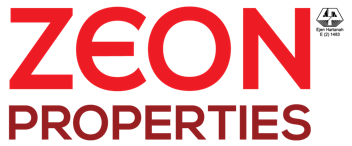 ZEON
Ejen Hartanah
E (2) 1483
PROPERTIES